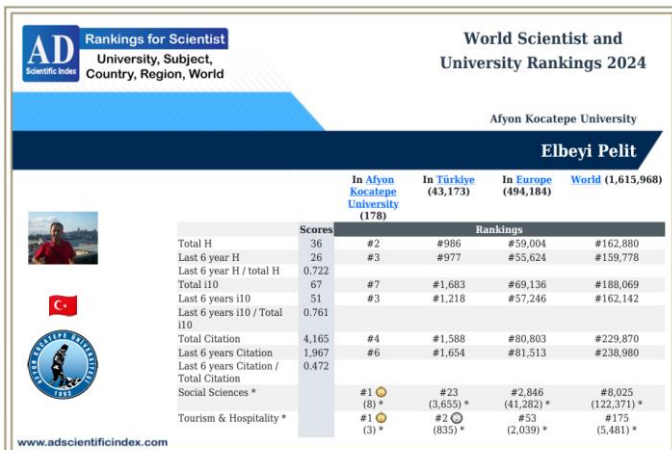 AD
Scientific Index
Rankings for Scientist
University, Subject,
Country, Region, World
World Scientist and
University Rankings 2024
Afyon Kocatepe University
Elbeyi Pelit
In Afyon Kocatepe University (178) In Türkiye (43,173) In Europe (494,184) World (1,615,968)
Scores Rankings
Total H 36 #2 #986 #59,004 #162,880
Last 6 year H 26 #3 #977 #55,624 #159,778
Last 6 year H / total H 0.722
Total i10 67 #7 #1,683 #69,136 #188,069
Last 6 years i10 51 #3 #1,218 #57,246 #162,142
Last 6 years i10 / Total i10 0.761
Total Citation 4,165 #4 #1,588 #80,803 #229,870
Last 6 years Citation 1,967 #6 #1,654 #81,513 #238,980
Last 6 years Citation / Total Citation 0.472
Social Sciences * #1 (8) * #23 (3,655) * #2,846 (41,282) * #8,025 (122,371) *
Tourism & Hospitality * #1 (3) * #2 (835) * #53 (2,039) * #175 (5,481) *
AFYON KOCATEPE ÜNİVERSİTESİ
1992
www.adscientificindex.com